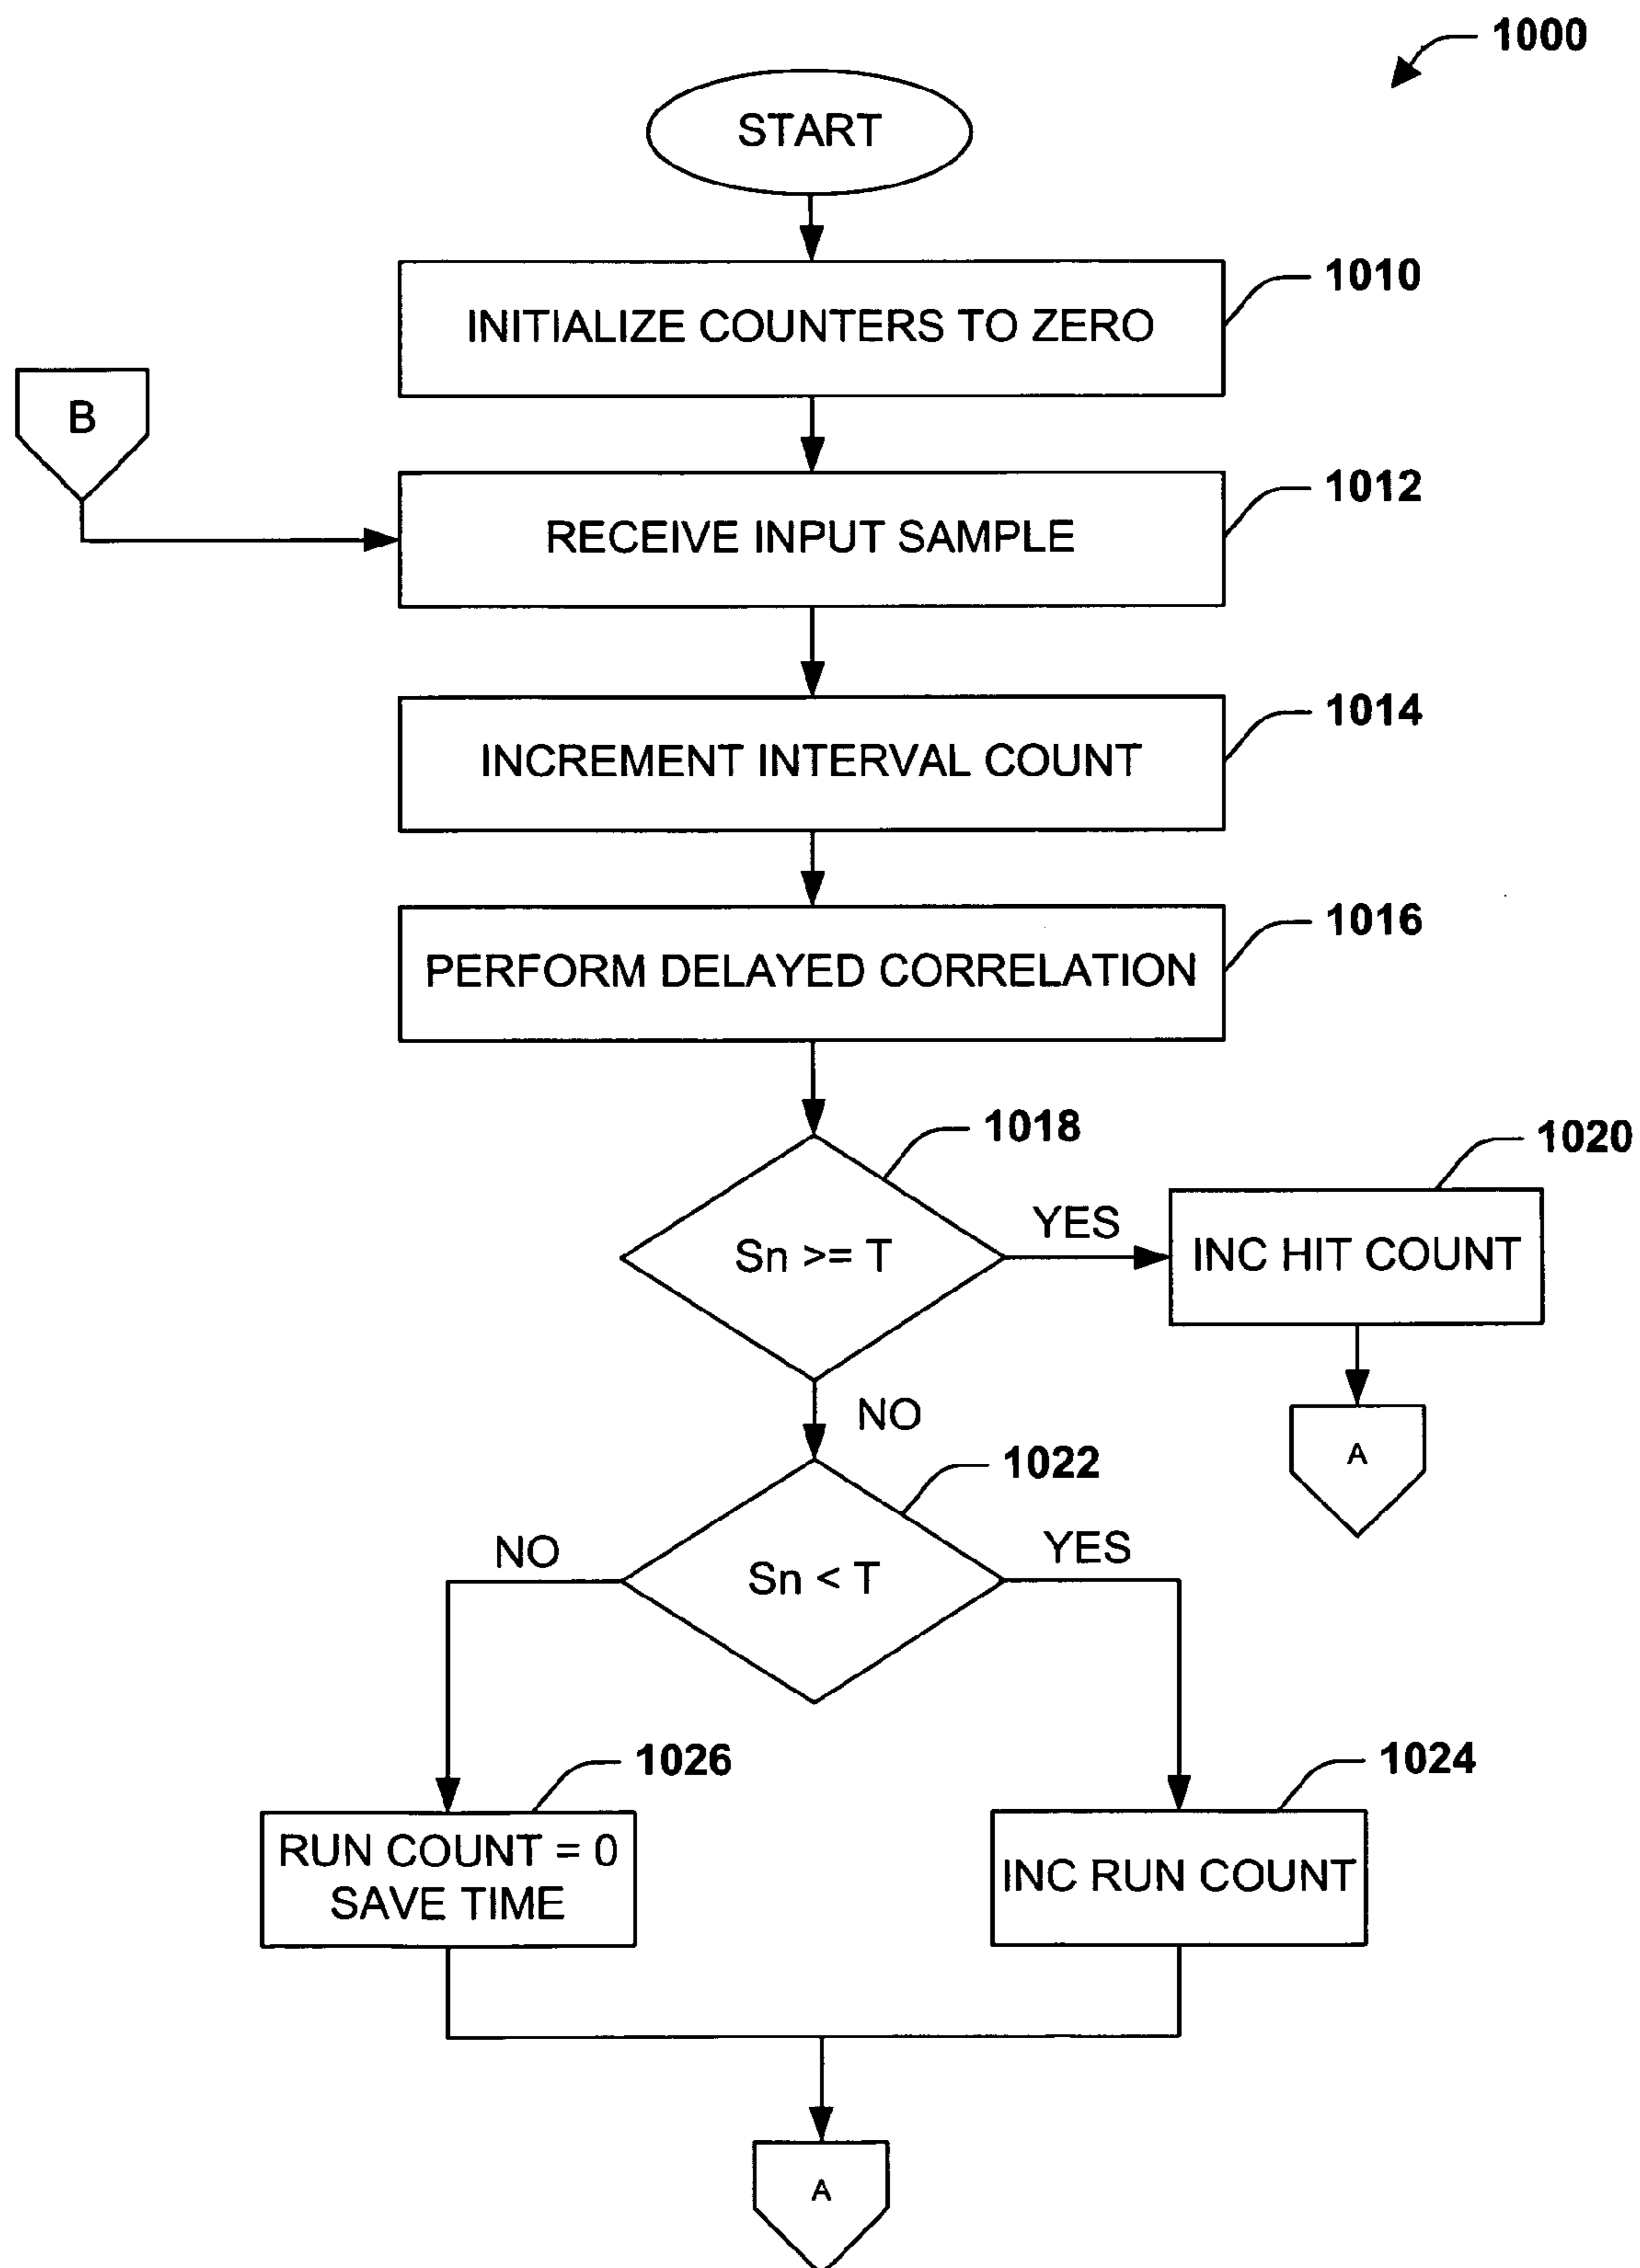 1000
START
INITIALIZE COUNTERS TO ZERO
1010
B
RECEIVE INPUT SAMPLE
1012
INCREMENT INTERVAL COUNT
1014
PERFORM DELAYED CORRELATION
1016
Sn >= T
1018
YES
INC HIT COUNT
1020
A
NO
Sn < T
1022
NO
YES
RUN COUNT = 0
SAVE TIME
1026
INC RUN COUNT
1024
A